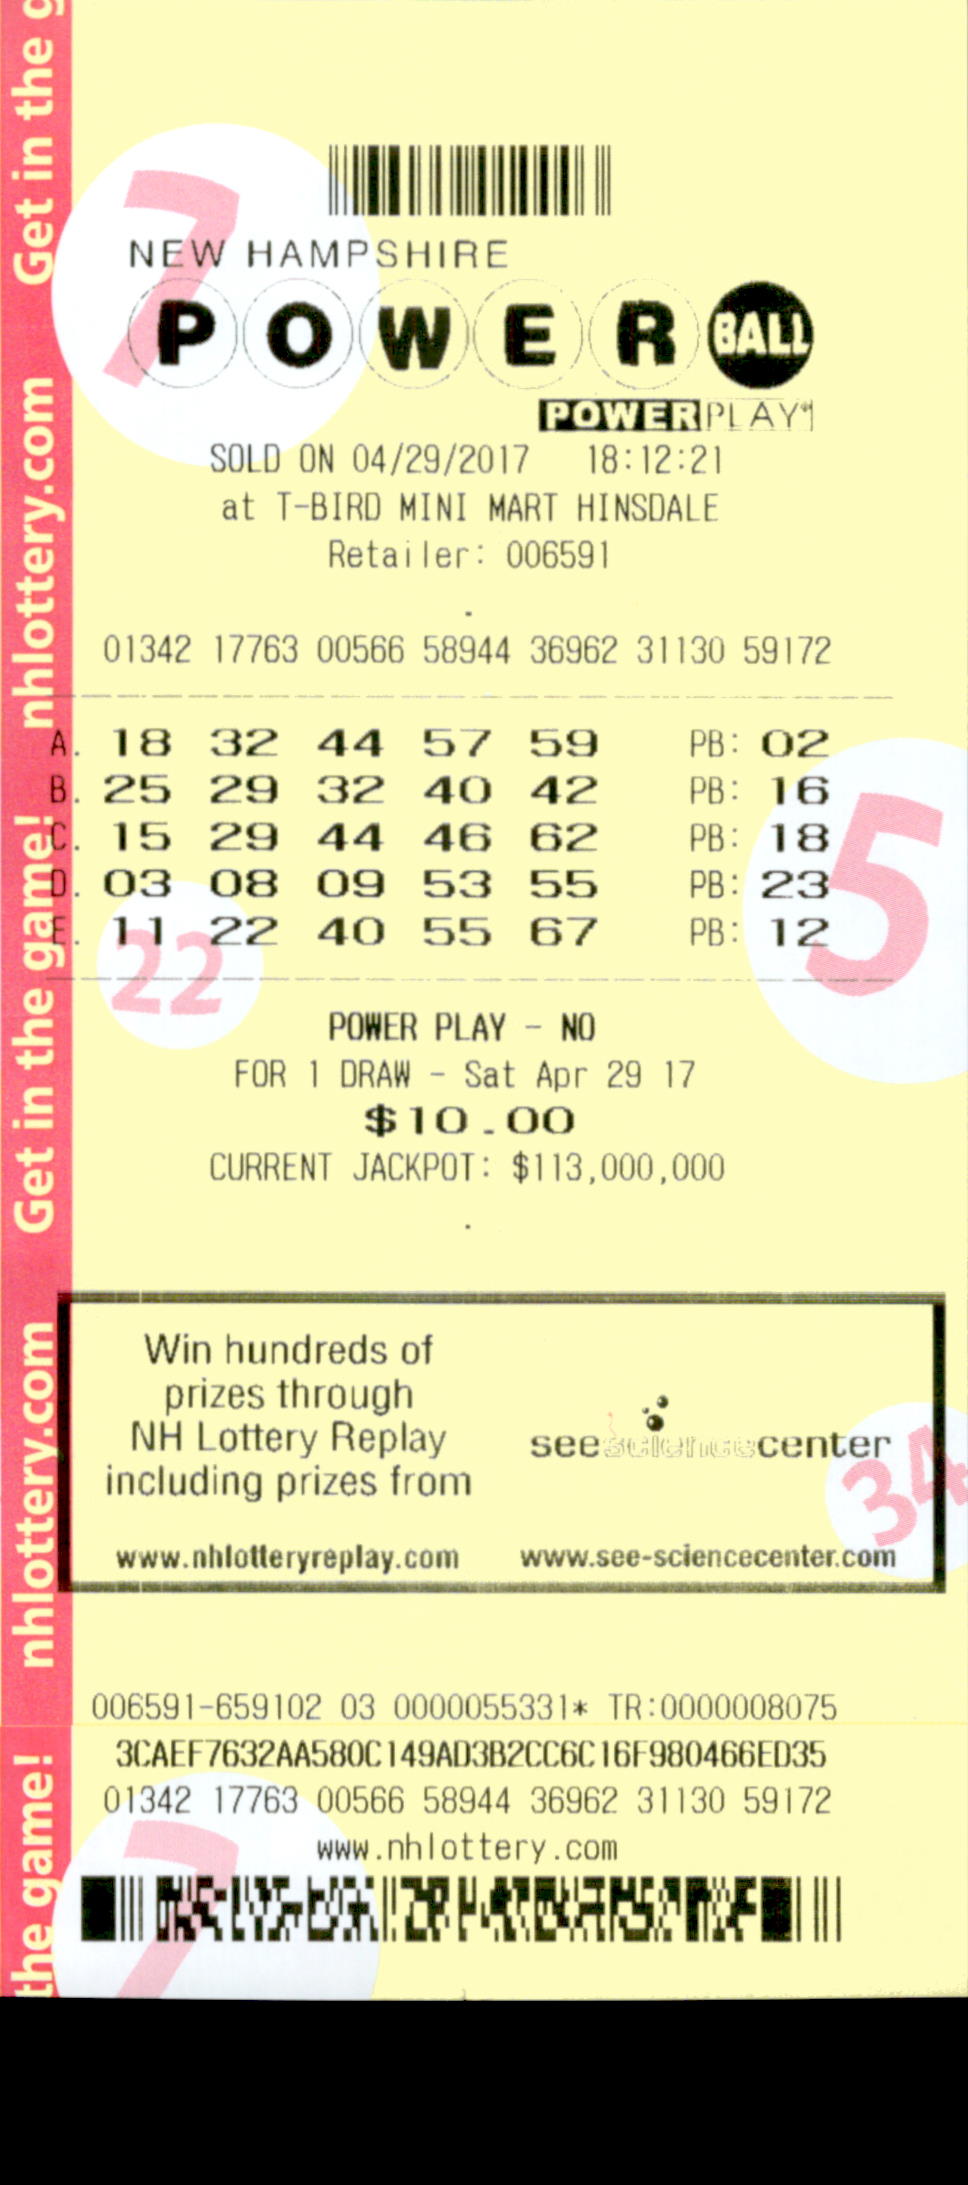 Get in the g
nhlottery.com
Get in the game!
nhlottery.com
the game!
7
NEW HAMPSHIRE
POWER BALL
POWERPLAY
SOLD ON 04/29/2017 18:12:21
at T-BIRD MINI MART HINSDALE
Retailer: 006591
01342 17763 00566 58944 36962 31130 59172
A. 18 32 44 57 59 PB: 02
B. 25 29 32 40 42 PB: 16
C. 15 29 44 46 62 PB: 18
D. 03 08 09 53 55 PB: 23
E. 11 22 40 55 67 PB: 12
5
22
POWER PLAY - NO
FOR 1 DRAW - Sat Apr 29 17
$10.00
CURRENT JACKPOT: $113,000,000
Win hundreds of
prizes through
NH Lottery Replay
including prizes from
seesciencecenter
34
www.nhlotteryreplay.com www.see-sciencecenter.com
006591-659102 03 0000055331* TR:0000008075
3CAEF7632AA580C149AD3B2CC6C16F980466ED35
01342 17763 00566 58944 36962 31130 59172
www.nhlottery.com
7